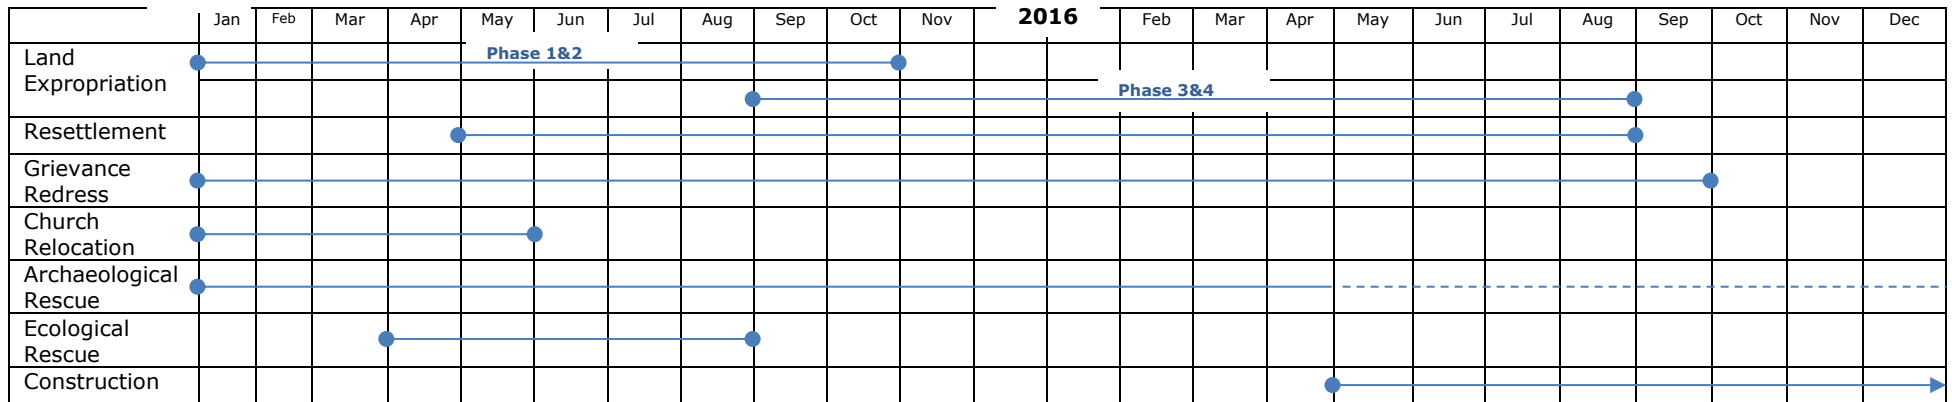 Jan Feb Mar Apr May Jun Jul Aug Sep Oct Nov 2016 Feb Mar Apr May Jun Jul Aug Sep Oct Nov Dec
Land
Expropriation
Phase 1&2
Phase 3&4
Resettlement
Grievance
Redress
Church
Relocation
Archaeological
Rescue
Ecological
Rescue
Construction